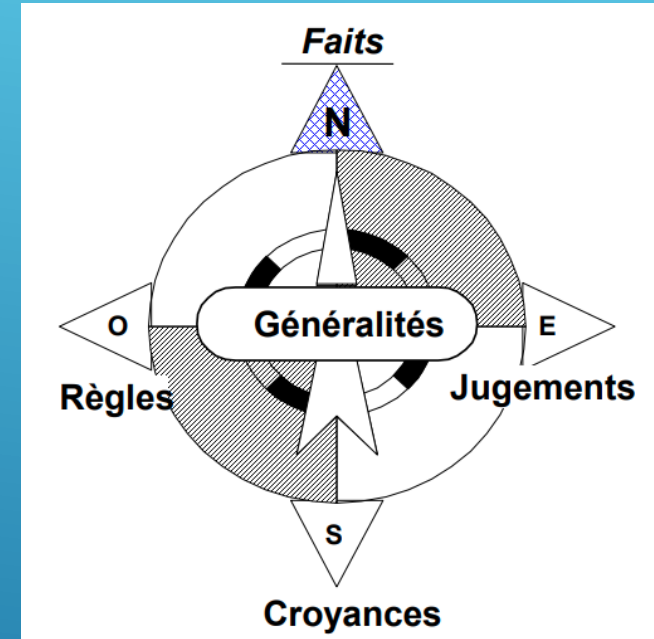 Faits
N
O
Généralités
E
Règles
Jugements
S
Croyances